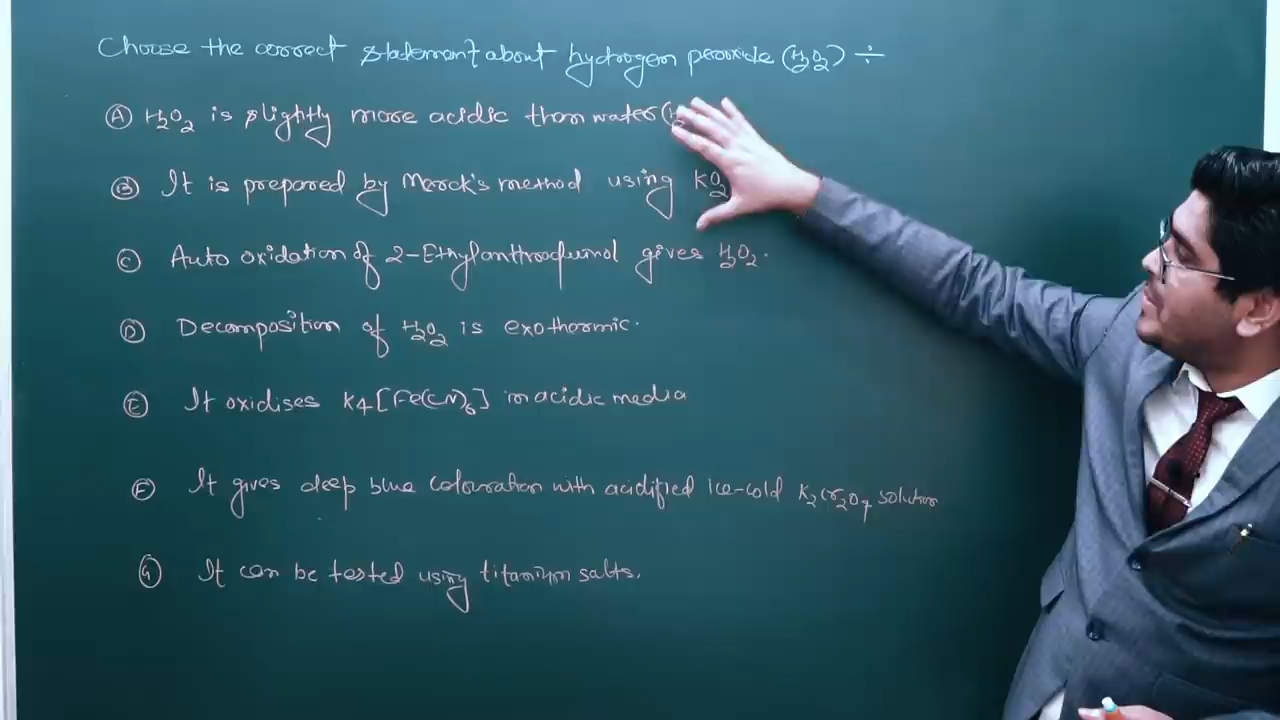 Choose the correct statement about hydrogen peroxide (H2O2) ÷
(A) H2O2 is slightly more acidic than water (H2
(B) It is prepared by Merck's method using KO2
(C) Auto oxidation of 2-Ethylanthraquinol gives H2O2.
(D) Decomposition of H2O2 is exothermic.
(E) It oxidises K4[Fe(CN)6] in acidic media
(F) It gives deep blue colouration with acidified ice-cold K2Cr2O7 solution
(G) It can be tested using titanium salts.